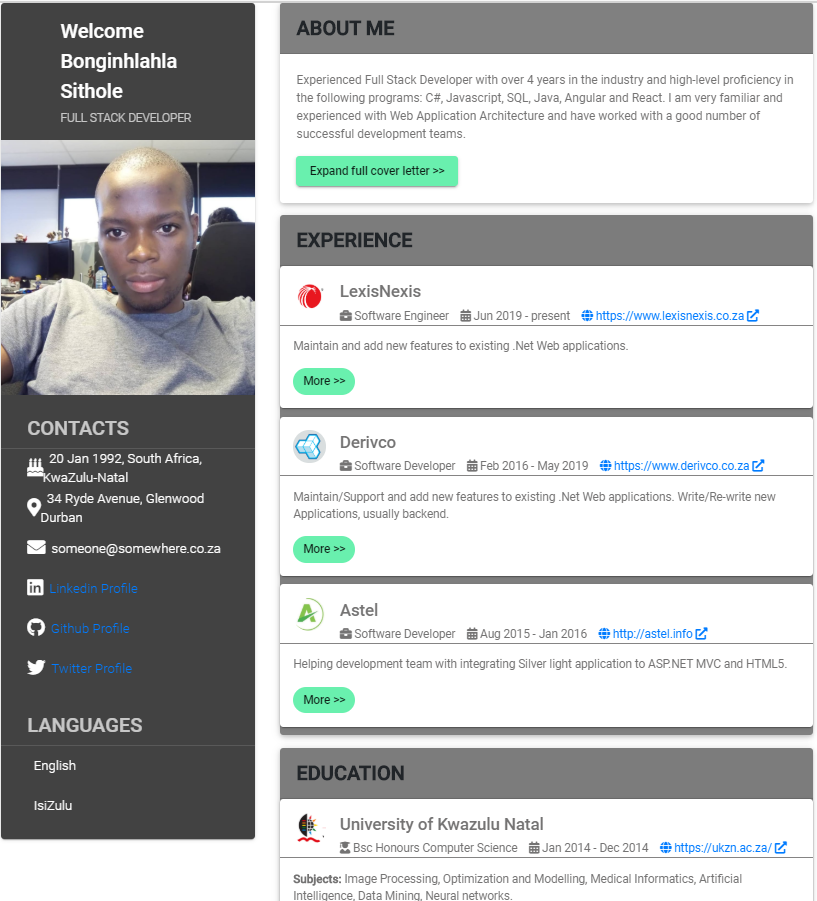 Welcome
Bonginhlahla
Sithole
FULL STACK DEVELOPER
CONTACTS
20 Jan 1992, South Africa,
KwaZulu-Natal
34 Ryde Avenue, Glenwood
Durban
someone@somewhere.co.za
Linkedin Profile
Github Profile
Twitter Profile
LANGUAGES
English
IsiZulu
ABOUT ME
Experienced Full Stack Developer with over 4 years in the industry and high-level proficiency in
the following programs: C#, Javascript, SQL, Java, Angular and React. I am very familiar and
experienced with Web Application Architecture and have worked with a good number of
successful development teams.
Expand full cover letter >>
EXPERIENCE
LexisNexis
Software Engineer Jun 2019 - present https://www.lexisnexis.co.za
Maintain and add new features to existing .Net Web applications.
More >>
Derivco
Software Developer Feb 2016 - May 2019 https://www.derivco.co.za
Maintain/Support and add new features to existing .Net Web applications. Write/Re-write new
Applications, usually backend.
More >>
Astel
Software Developer Aug 2015 - Jan 2016 http://astel.info
Helping development team with integrating Silver light application to ASP.NET MVC and HTML5.
More >>
EDUCATION
University of Kwazulu Natal
Bsc Honours Computer Science Jan 2014 - Dec 2014 https://ukzn.ac.za/
Subjects: Image Processing, Optimization and Modelling, Medical Informatics, Artificial
Intelligence, Data Mining, Neural networks.